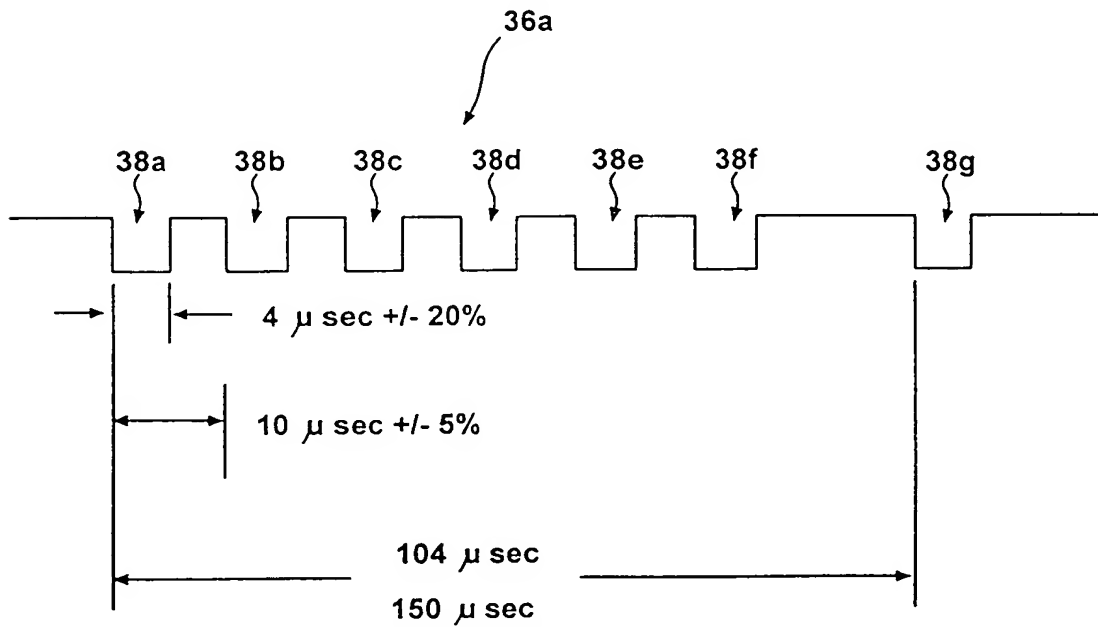 36a
38a 38b 38c 38d 38e 38f 38g
4 μ sec +/- 20%
10 μ sec +/- 5%
104 μ sec
150 μ sec